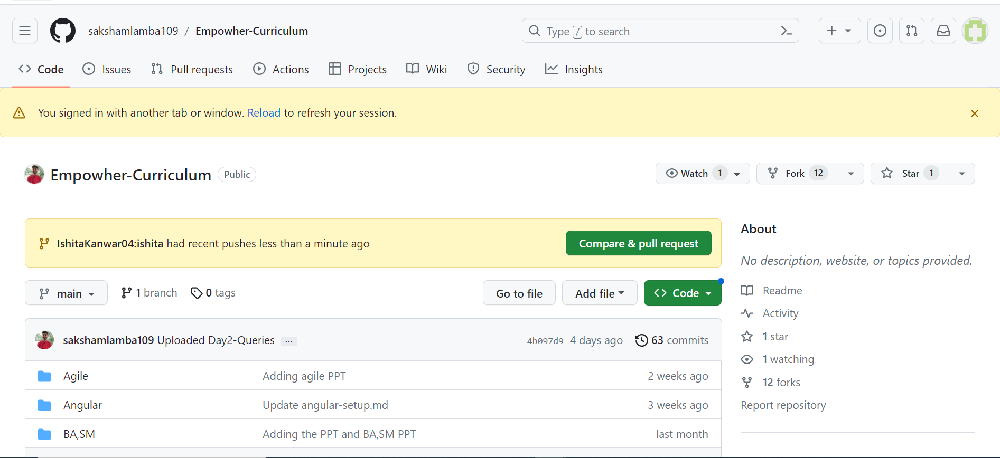 sakshamlamba109 / Empowher-Curriculum
Type / to search
Code Issues Pull requests Actions Projects Wiki Security Insights
You signed in with another tab or window. Reload to refresh your session.
Empowher-Curriculum Public
Watch 1 Fork 12 Star 1
IshitaKanwar04:ishita had recent pushes less than a minute ago
Compare & pull request
main 1 branch 0 tags
Go to file Add file Code
sakshamlamba109 Uploaded Day2-Queries ... 4b097d9 4 days ago 63 commits
Agile Adding agile PPT 2 weeks ago
Angular Update angular-setup.md 3 weeks ago
BA,SM Adding the PPT and BA,SM PPT last month
About
No description, website, or topics provided.
Readme
Activity
1 star
1 watching
12 forks
Report repository